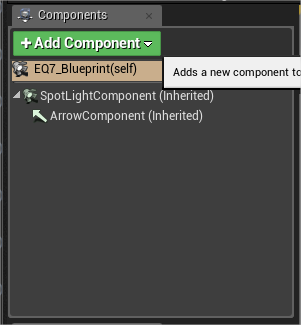 Components
+ Add Component
EQ7_Blueprint(self)
Adds a new component to
SpotLightComponent (Inherited)
ArrowComponent (Inherited)